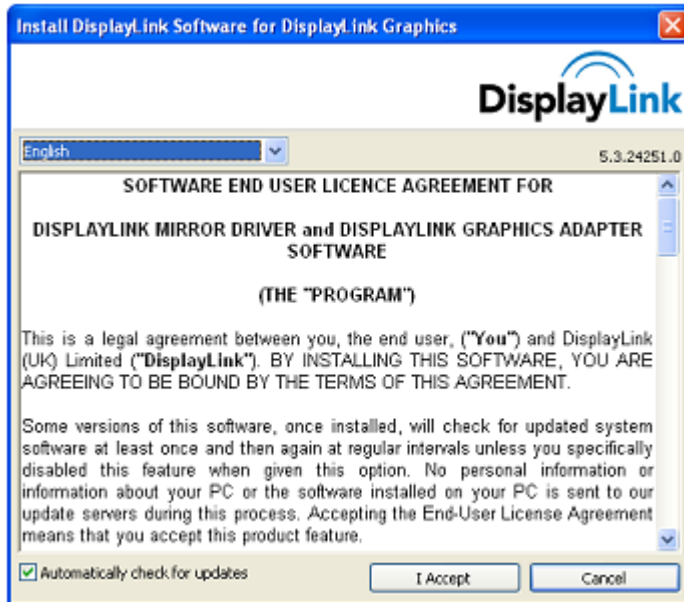 Install DisplayLink Software for DisplayLink Graphics
DisplayLink
English
5.3.24251.0
SOFTWARE END USER LICENCE AGREEMENT FOR
DISPLAYLINK MIRROR DRIVER and DISPLAYLINK GRAPHICS ADAPTER
SOFTWARE
(THE "PROGRAM")
This is a legal agreement between you, the end user, ("You") and DisplayLink
(UK) Limited ("DisplayLink"). BY INSTALLING THIS SOFTWARE, YOU ARE
AGREEING TO BE BOUND BY THE TERMS OF THIS AGREEMENT.
Some versions of this software, once installed, will check for updated system
software at least once and then again at regular intervals unless you specifically
disabled this feature when given this option. No personal information or
information about your PC or the software installed on your PC is sent to our
update servers during this process. Accepting the End-User License Agreement
means that you accept this product feature.
Automatically check for updates
I Accept
Cancel